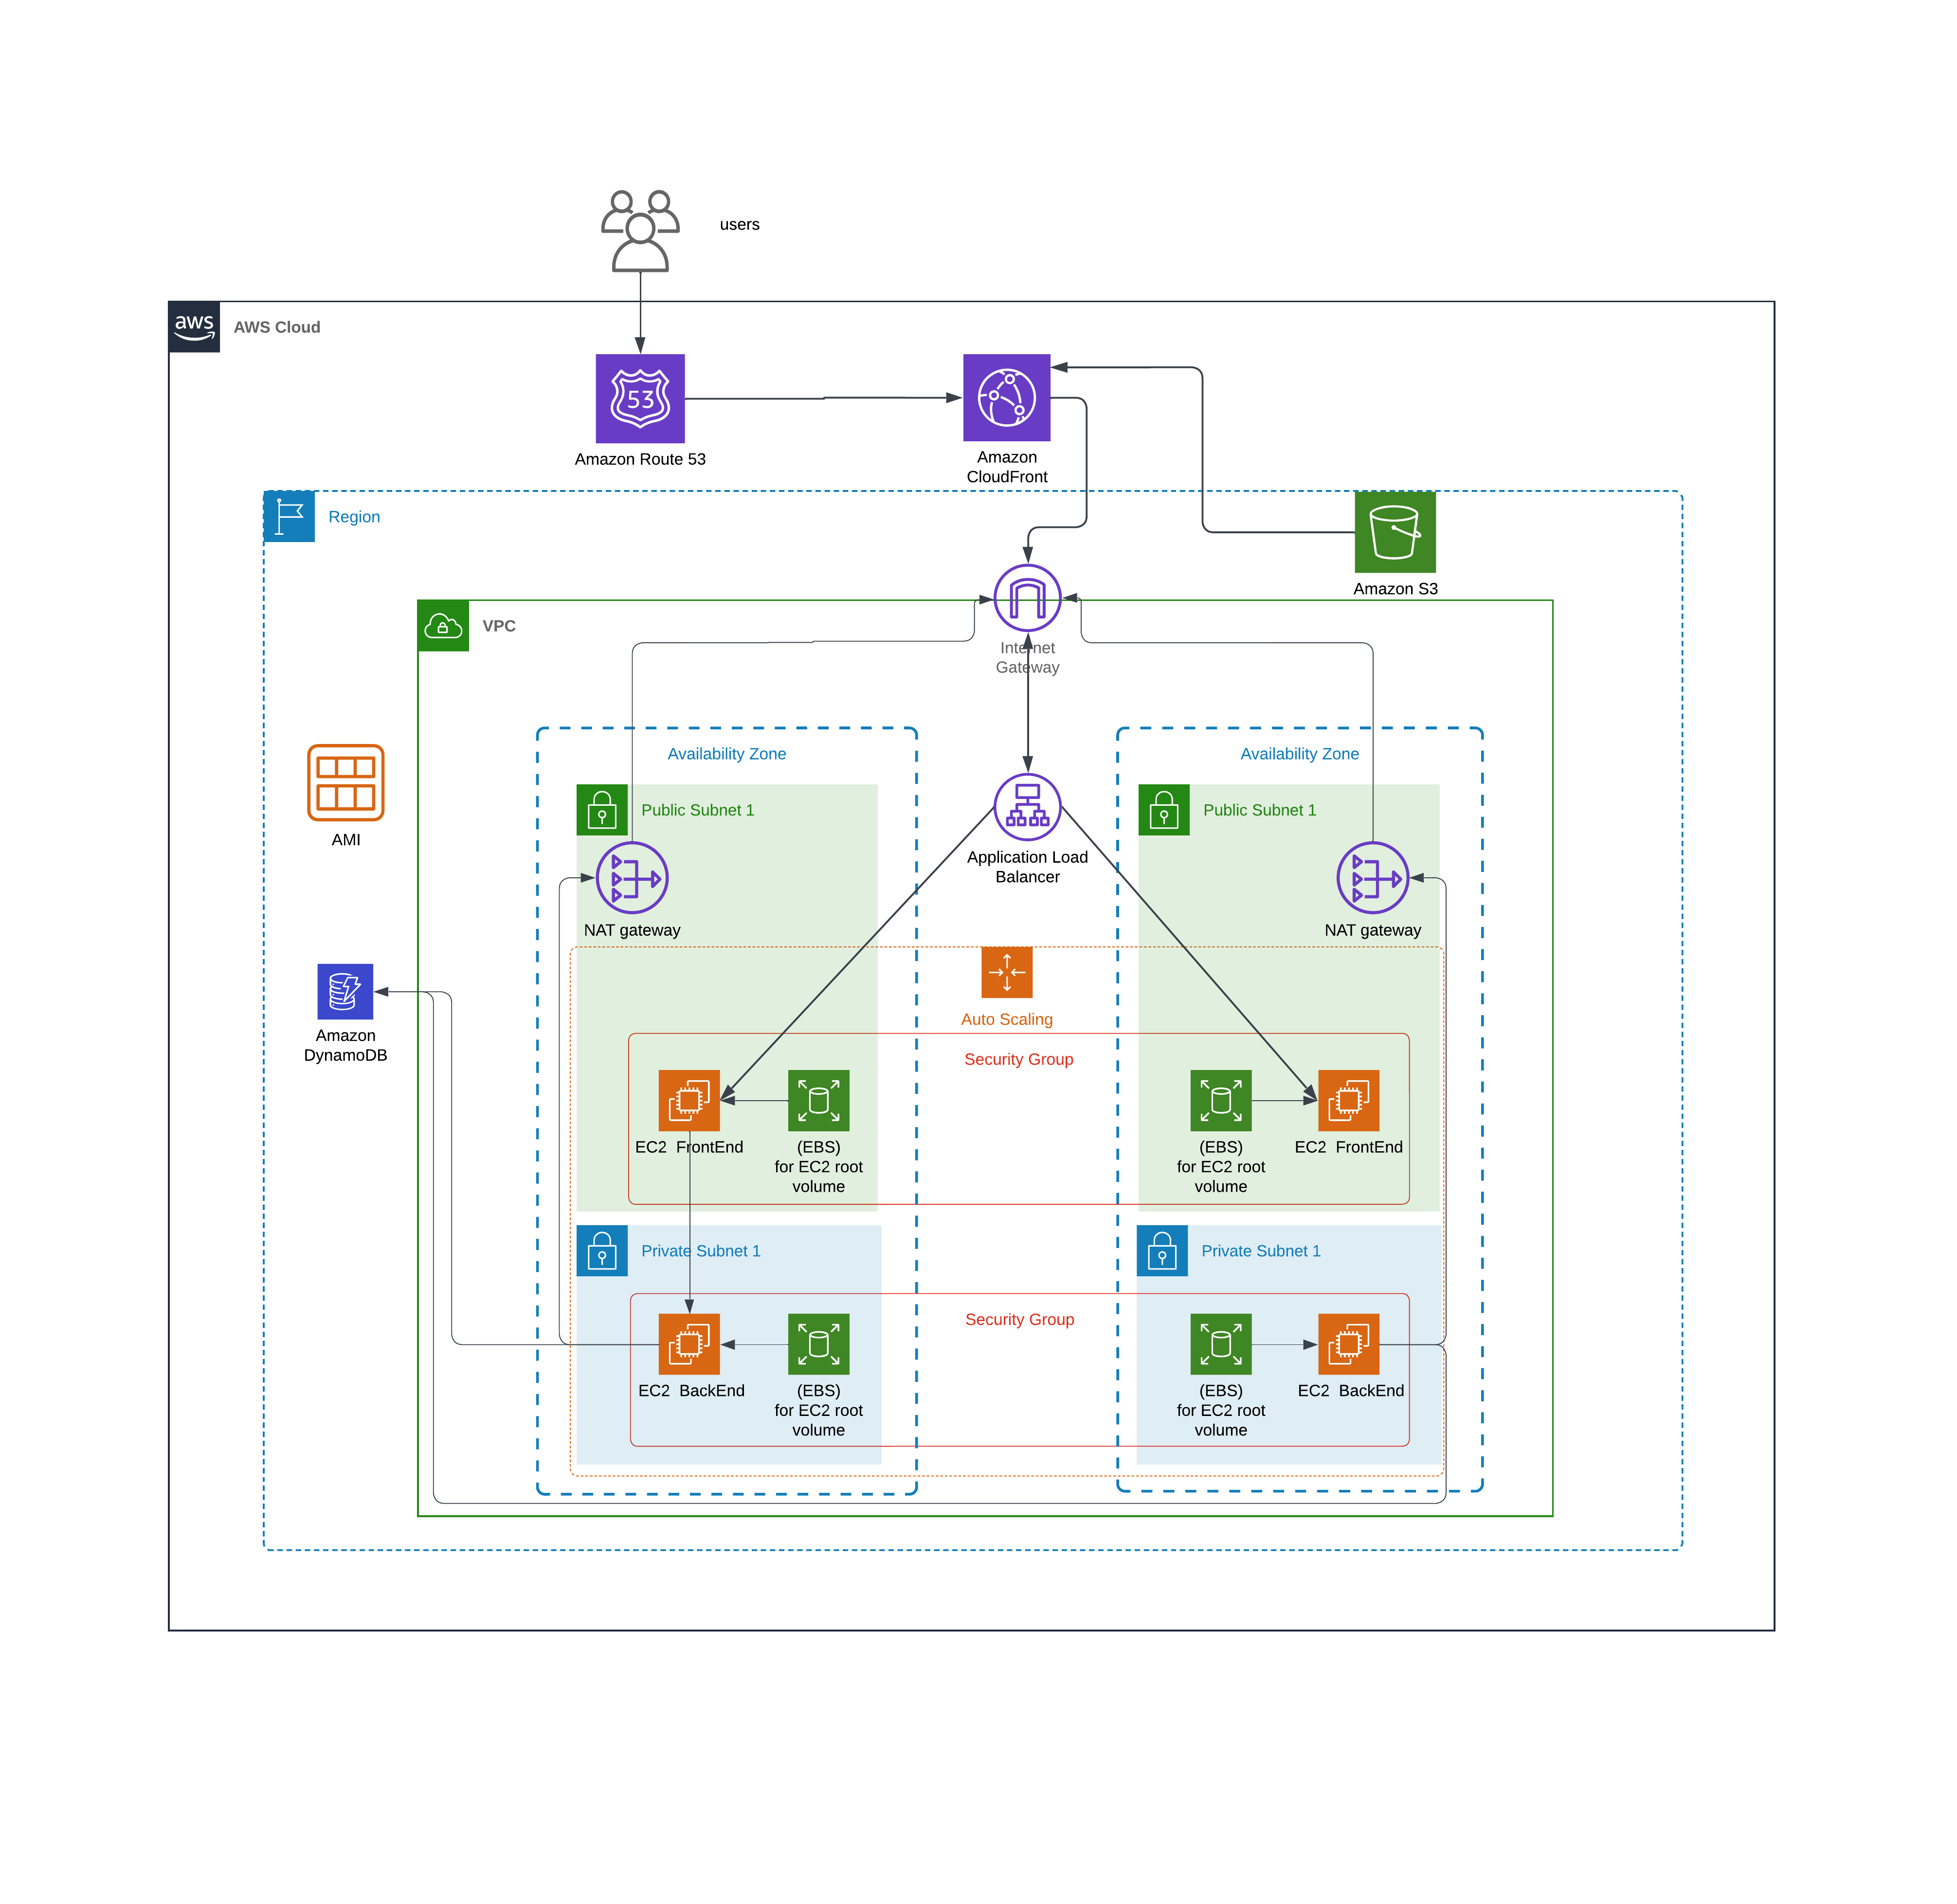 users
aws
AWS Cloud
53
Amazon Route 53
Amazon
CloudFront
Region
Amazon S3
VPC
Internet
Gateway
Availability Zone
Availability Zone
Public Subnet 1
Public Subnet 1
AMI
Application Load
Balancer
NAT gateway
NAT gateway
Auto Scaling
Amazon
DynamoDB
Security Group
EC2  FrontEnd
(EBS)
for EC2 root
volume
(EBS)
for EC2 root
volume
EC2  FrontEnd
Private Subnet 1
Private Subnet 1
Security Group
EC2  BackEnd
(EBS)
for EC2 root
volume
(EBS)
for EC2 root
volume
EC2  BackEnd